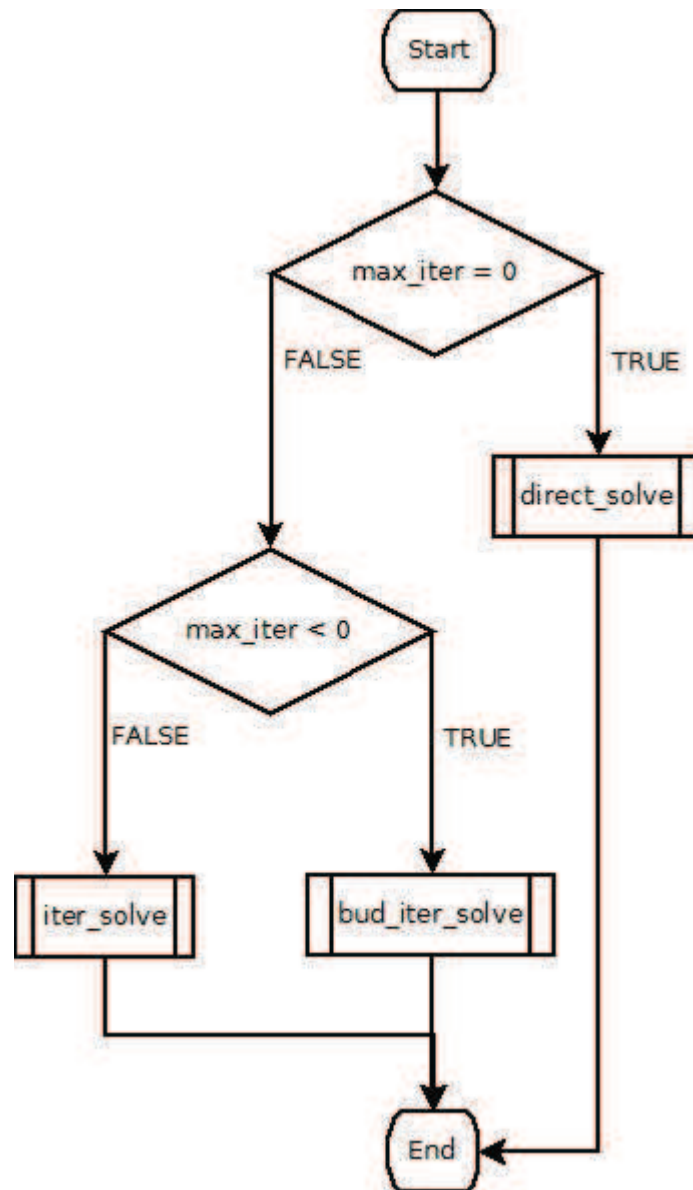 Start
max_iter = 0
FALSE
TRUE
direct_solve
max_iter < 0
FALSE
TRUE
iter_solve
bud_iter_solve
End